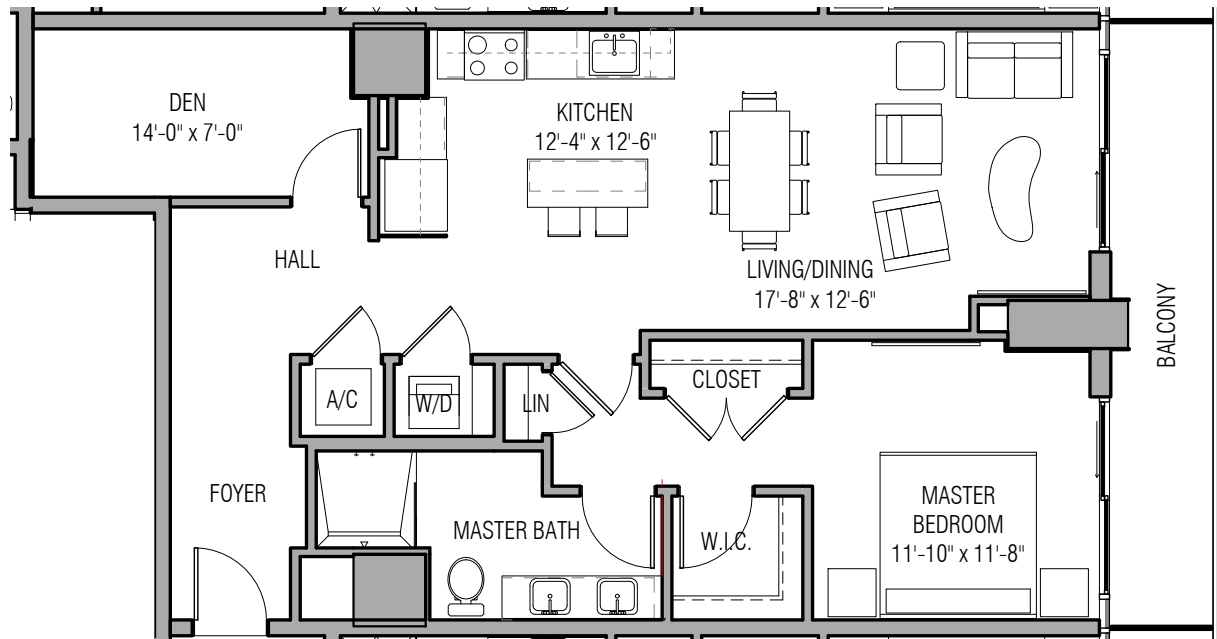 DEN
14'-0" x 7'-0"
KITCHEN
12'-4" x 12'-6"
HALL
LIVING/DINING
17'-8" x 12'-6"
BALCONY
A/C
W/D
LIN
CLOSET
FOYER
MASTER BATH
W.I.C.
MASTER
BEDROOM
11'-10" x 11'-8"